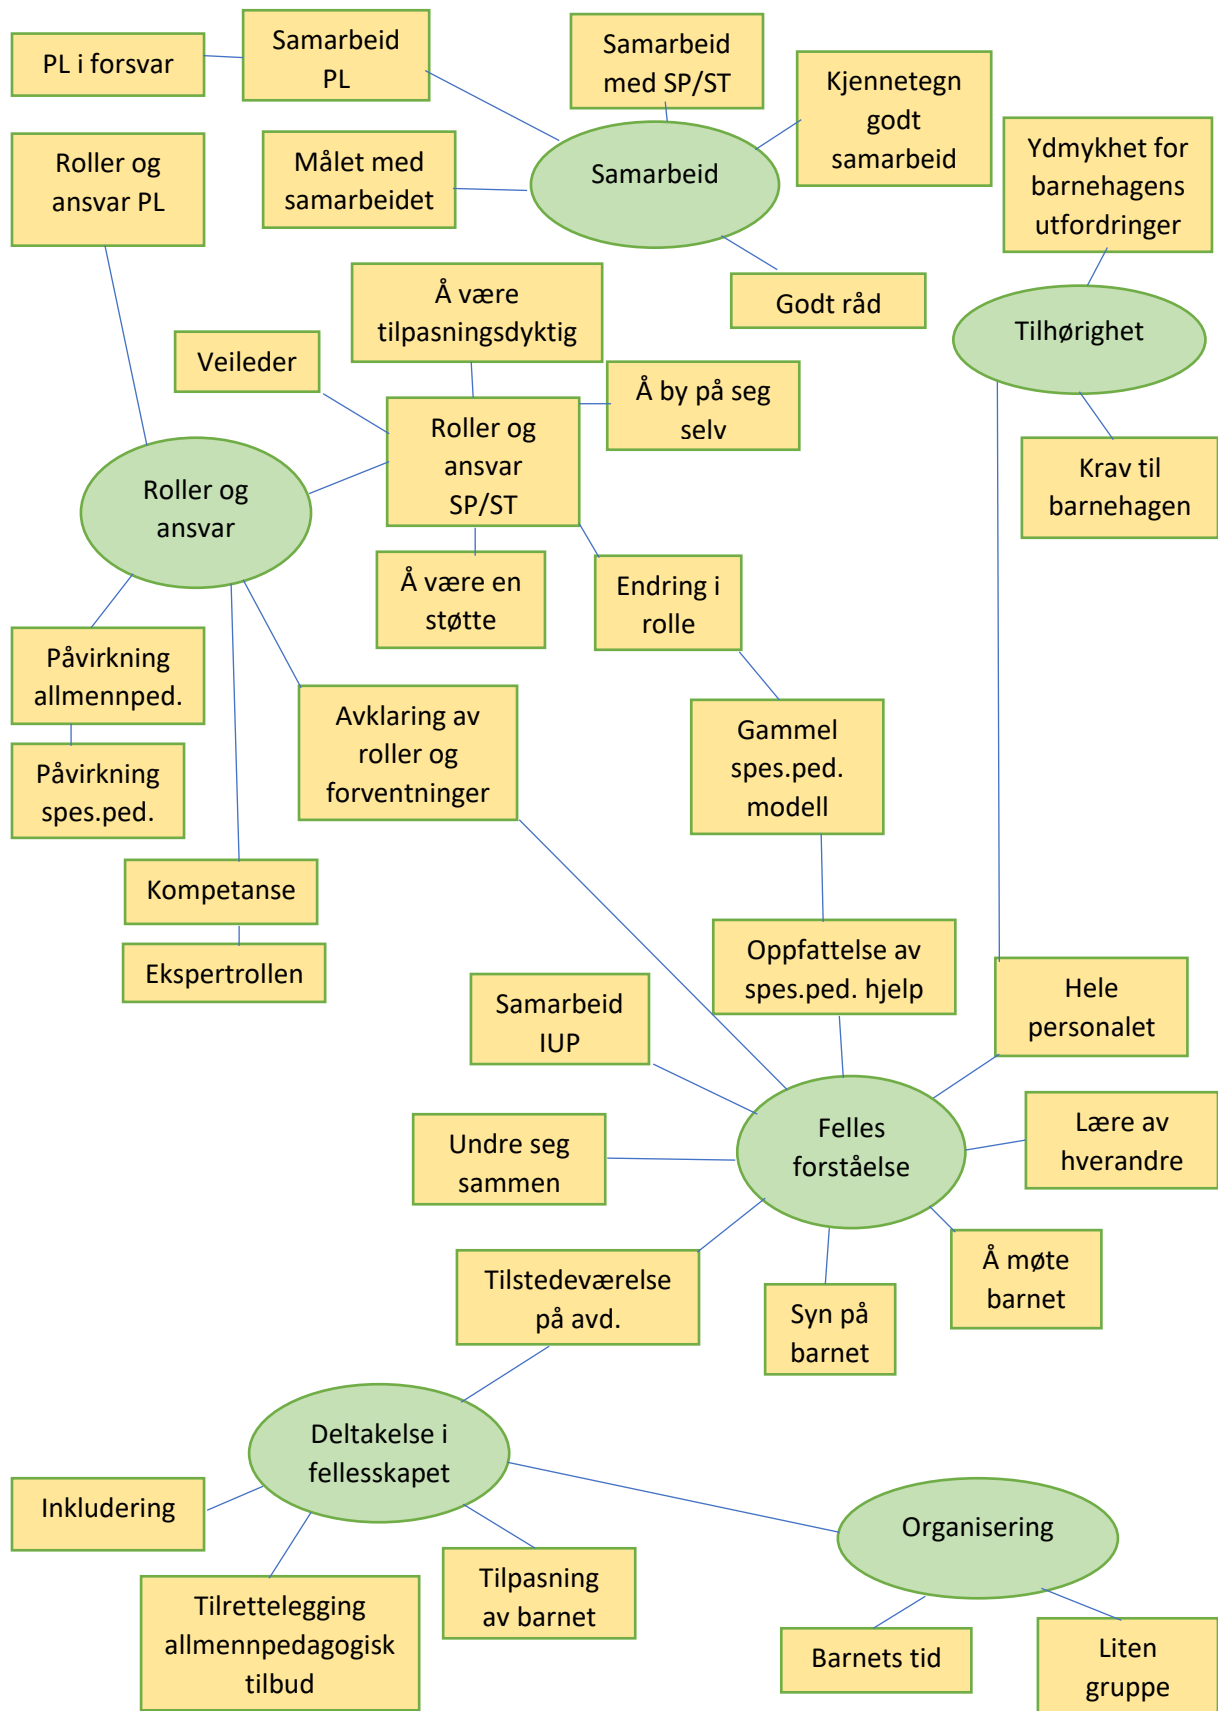 PL i forsvar
Samarbeid
PL
Samarbeid
med SP/ST
Kjennetegn
godt
samarbeid
Roller og
ansvar PL
Målet med
samarbeidet
Samarbeid
Ydmykhet for
barnehagens
utfordringer
Å være
tilpasningsdyktig
Godt råd
Tilhørighet
Veileder
Å by på seg
selv
Roller og
ansvar
SP/ST
Krav til
barnehagen
Roller og
ansvar
Å være en
støtte
Endring i
rolle
Påvirkning
allmennped.
Avklaring av
roller og
forventninger
Gammel
spes.ped.
modell
Påvirkning
spes.ped.
Kompetanse
Ekspertrollen
Oppfattelse av
spes.ped. hjelp
Hele
personalet
Samarbeid
IUP
Felles
forståelse
Lære av
hverandre
Undre seg
sammen
Å møte
barnet
Tilstedeværelse
på avd.
Syn på
barnet
Deltakelse i
fellesskapet
Inkludering
Organisering
Tilpasning
av barnet
Tilrettelegging
allmennpedagogisk
tilbud
Barnets tid
Liten
gruppe